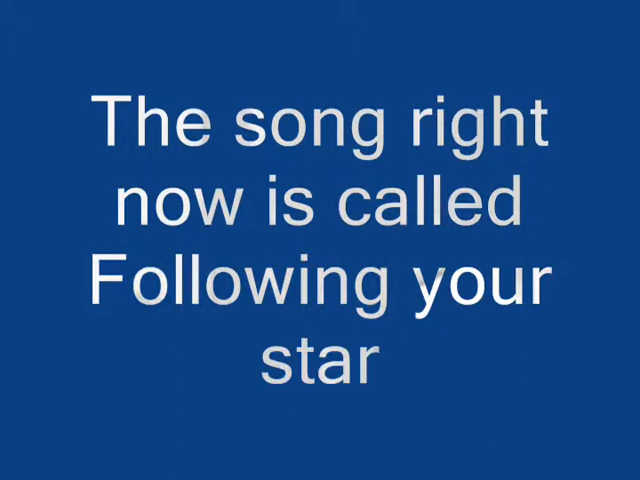 The song right
now is called
Following your
star